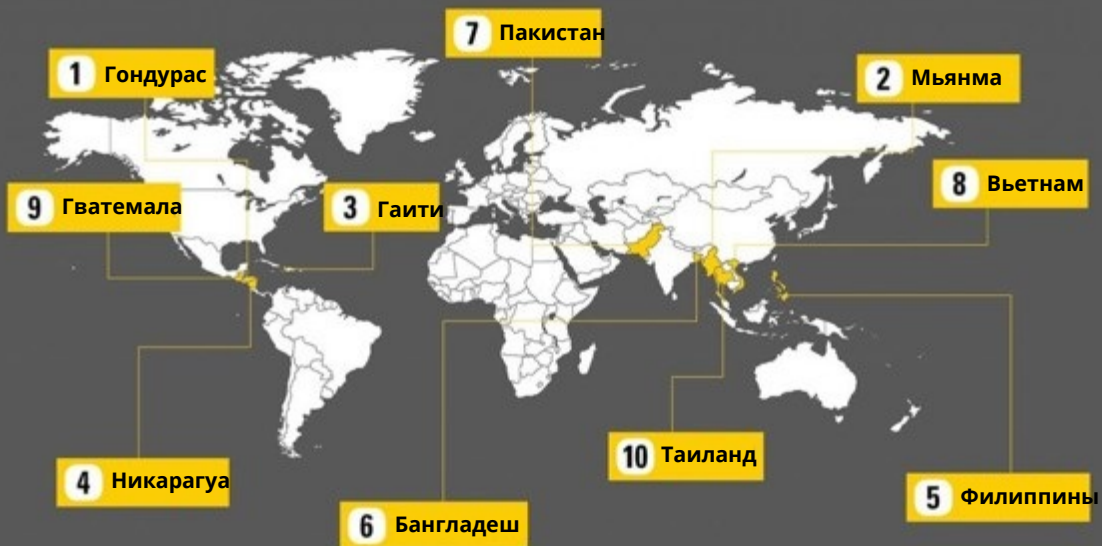 7 Пакистан
1 Гондурас
2 Мьянма
8 Вьетнам
9 Гватемала
3 Гаити
10 Таиланд
4 Никарагуа
5 Филиппины
6 Бангладеш